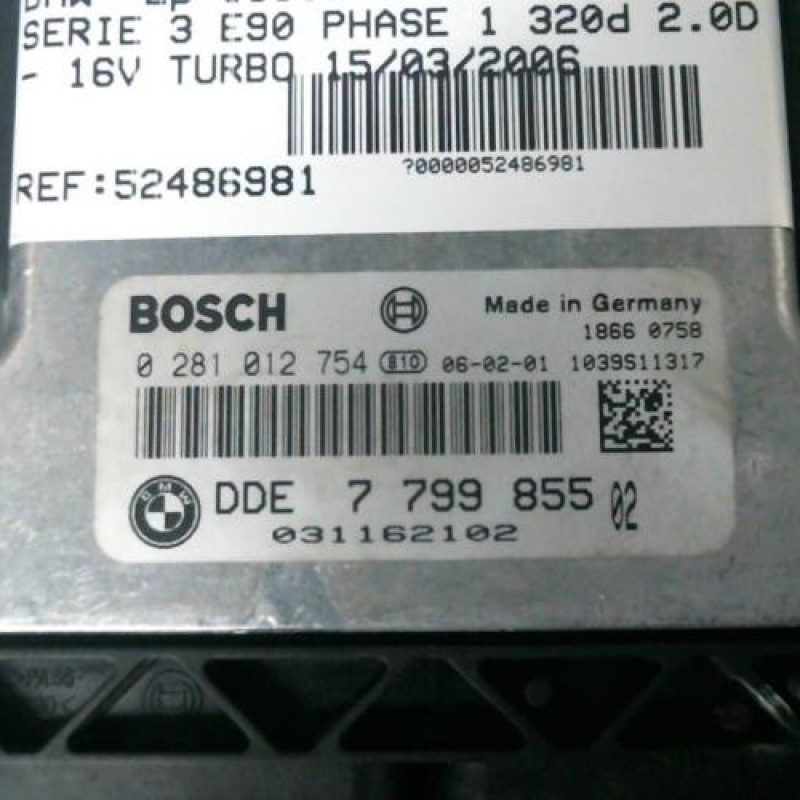 SERIE 3 E90 PHASE 1 320d 2.0D
- 16V TURBO 15/03/2006
?0000052486981
REF:52486981
BOSCH
Made in Germany
1866 0758
0 281 012 754 810 06-02-01 1039S11317
BMW
DDE 7 799 855 02
031162102